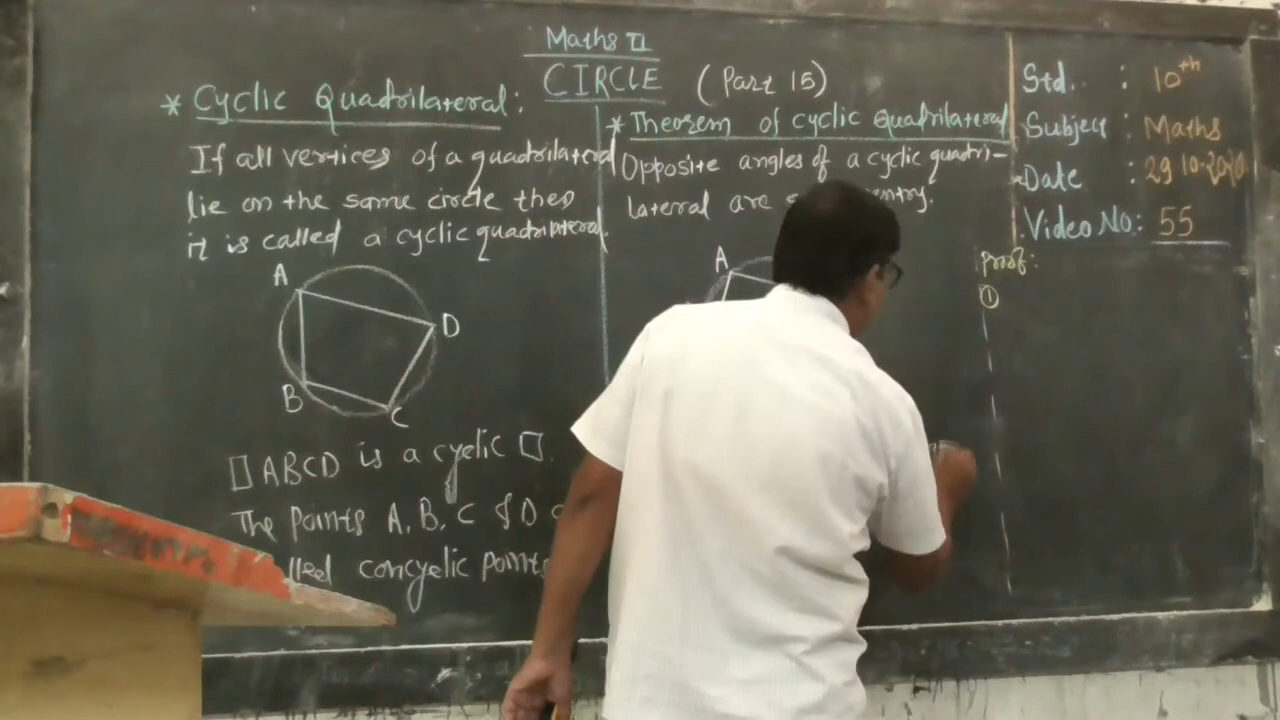 Maths II
CIRCLE (Part 15)
* Cyclic Quadrilateral:
If all vertices of a quadrilateral
lie on the same circle then
it is called a cyclic quadrilateral.
A
D
B
C
▯ABCD is a cyclic ▯.
The points A, B, C & D
concyclic points
* Theorem of cyclic Quadrilateral
Opposite angles of a cyclic quadri-
lateral are
A
Proof:
①
Std. : 10th
Subject : Maths
Date : 29 10.2020
Video No: 55